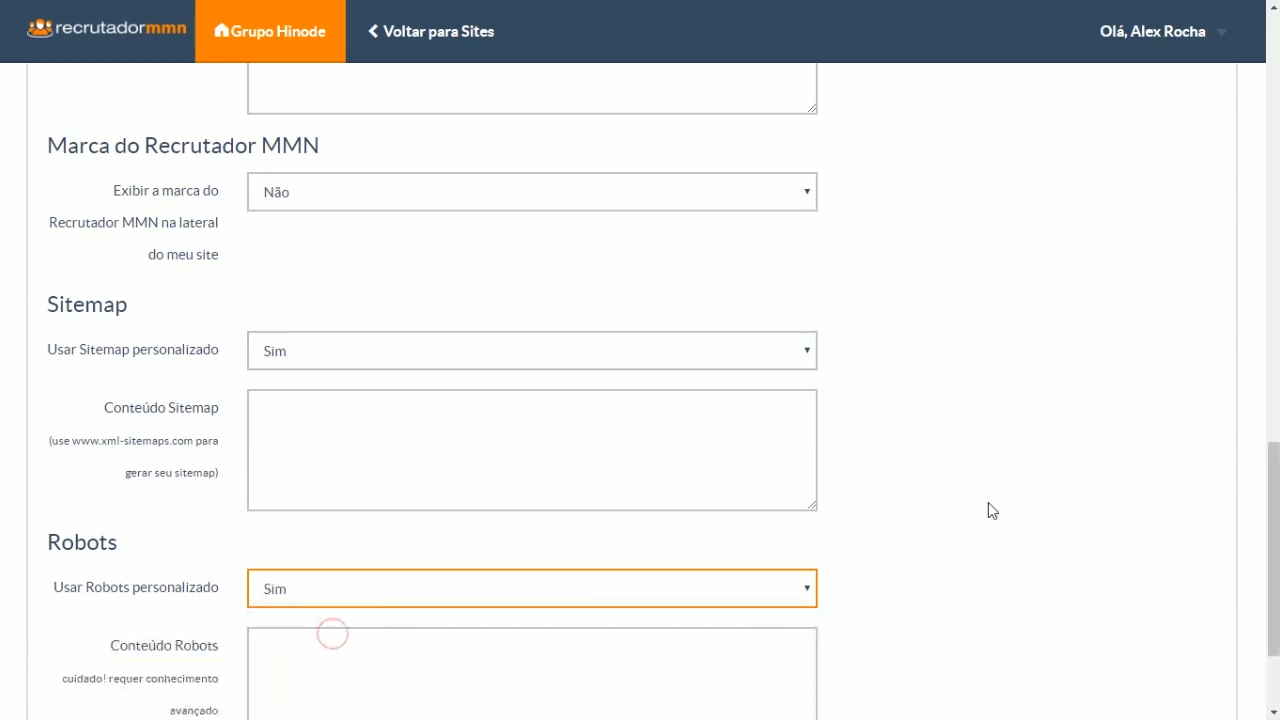 recrutadormmn
Grupo Hinode
Voltar para Sites
Olá, Alex Rocha
Marca do Recrutador MMN
Exibir a marca do
Recrutador MMN na lateral
do meu site
Não
Sitemap
Usar Sitemap personalizado
Sim
Conteúdo Sitemap
(use www.xml-sitemaps.com para
gerar seu sitemap)
Robots
Usar Robots personalizado
Sim
Conteúdo Robots
cuidado! requer conhecimento
avançado